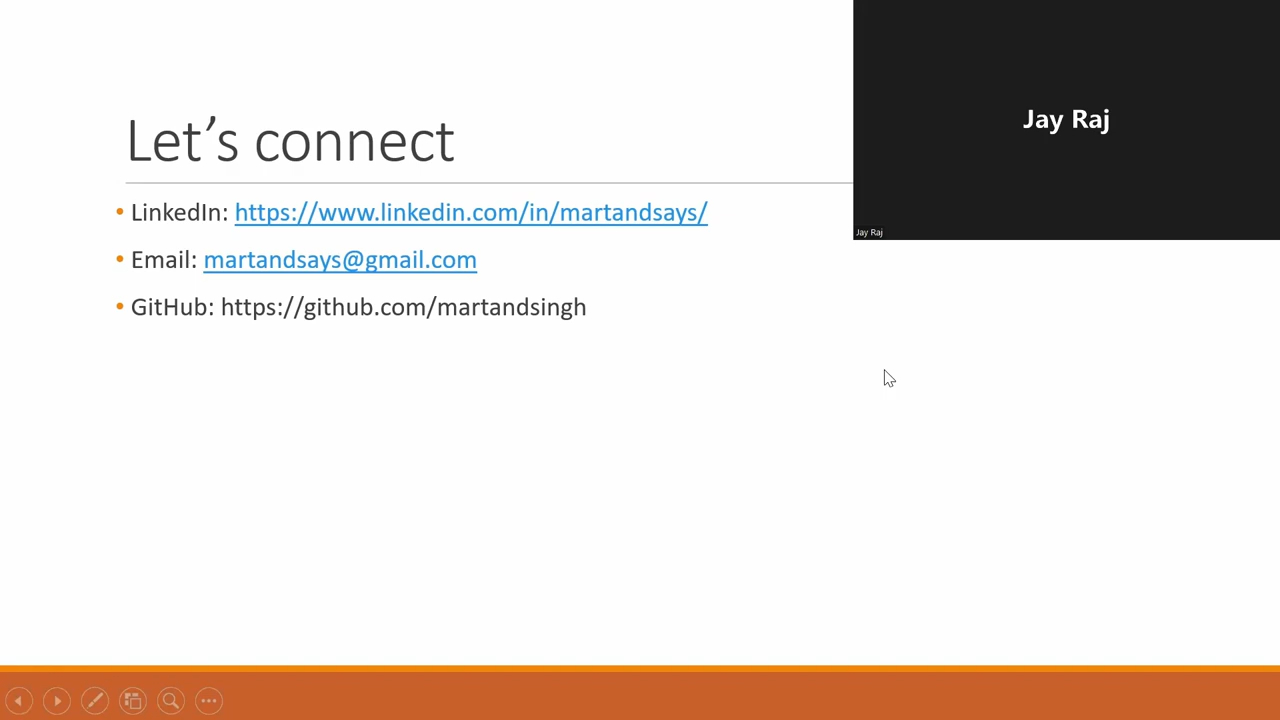 Let’s connect
• LinkedIn: https://www.linkedin.com/in/martandsays/
• Email: martandsays@gmail.com
• GitHub: https://github.com/martandsingh
Jay Raj
Jay Raj